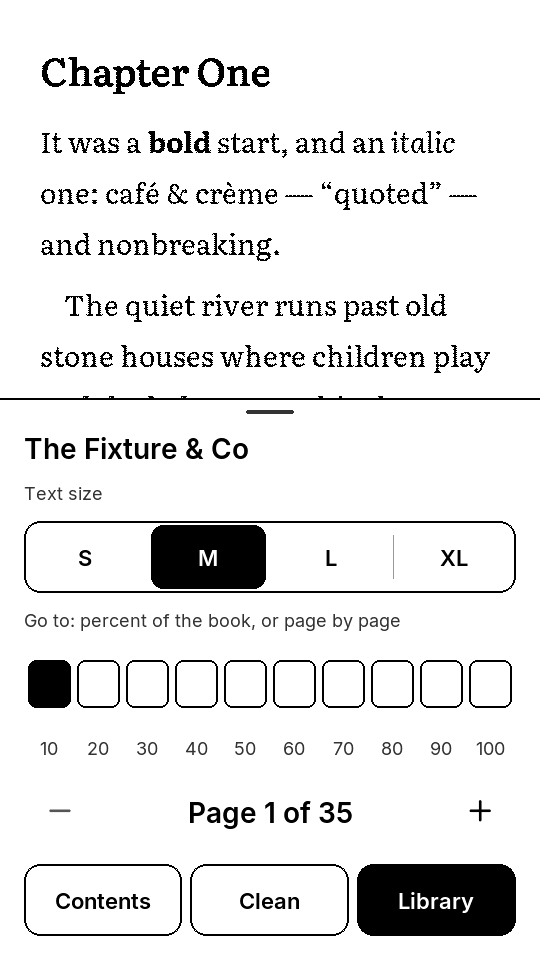 Chapter One
It was a bold start, and an italic
one: café & crème — “quoted” —
and nonbreaking.
The quiet river runs past old
stone houses where children play
The Fixture & Co
Text size
S M L XL
Go to: percent of the book, or page by page
10 20 30 40 50 60 70 80 90 100
− Page 1 of 35 +
Contents Clean Library